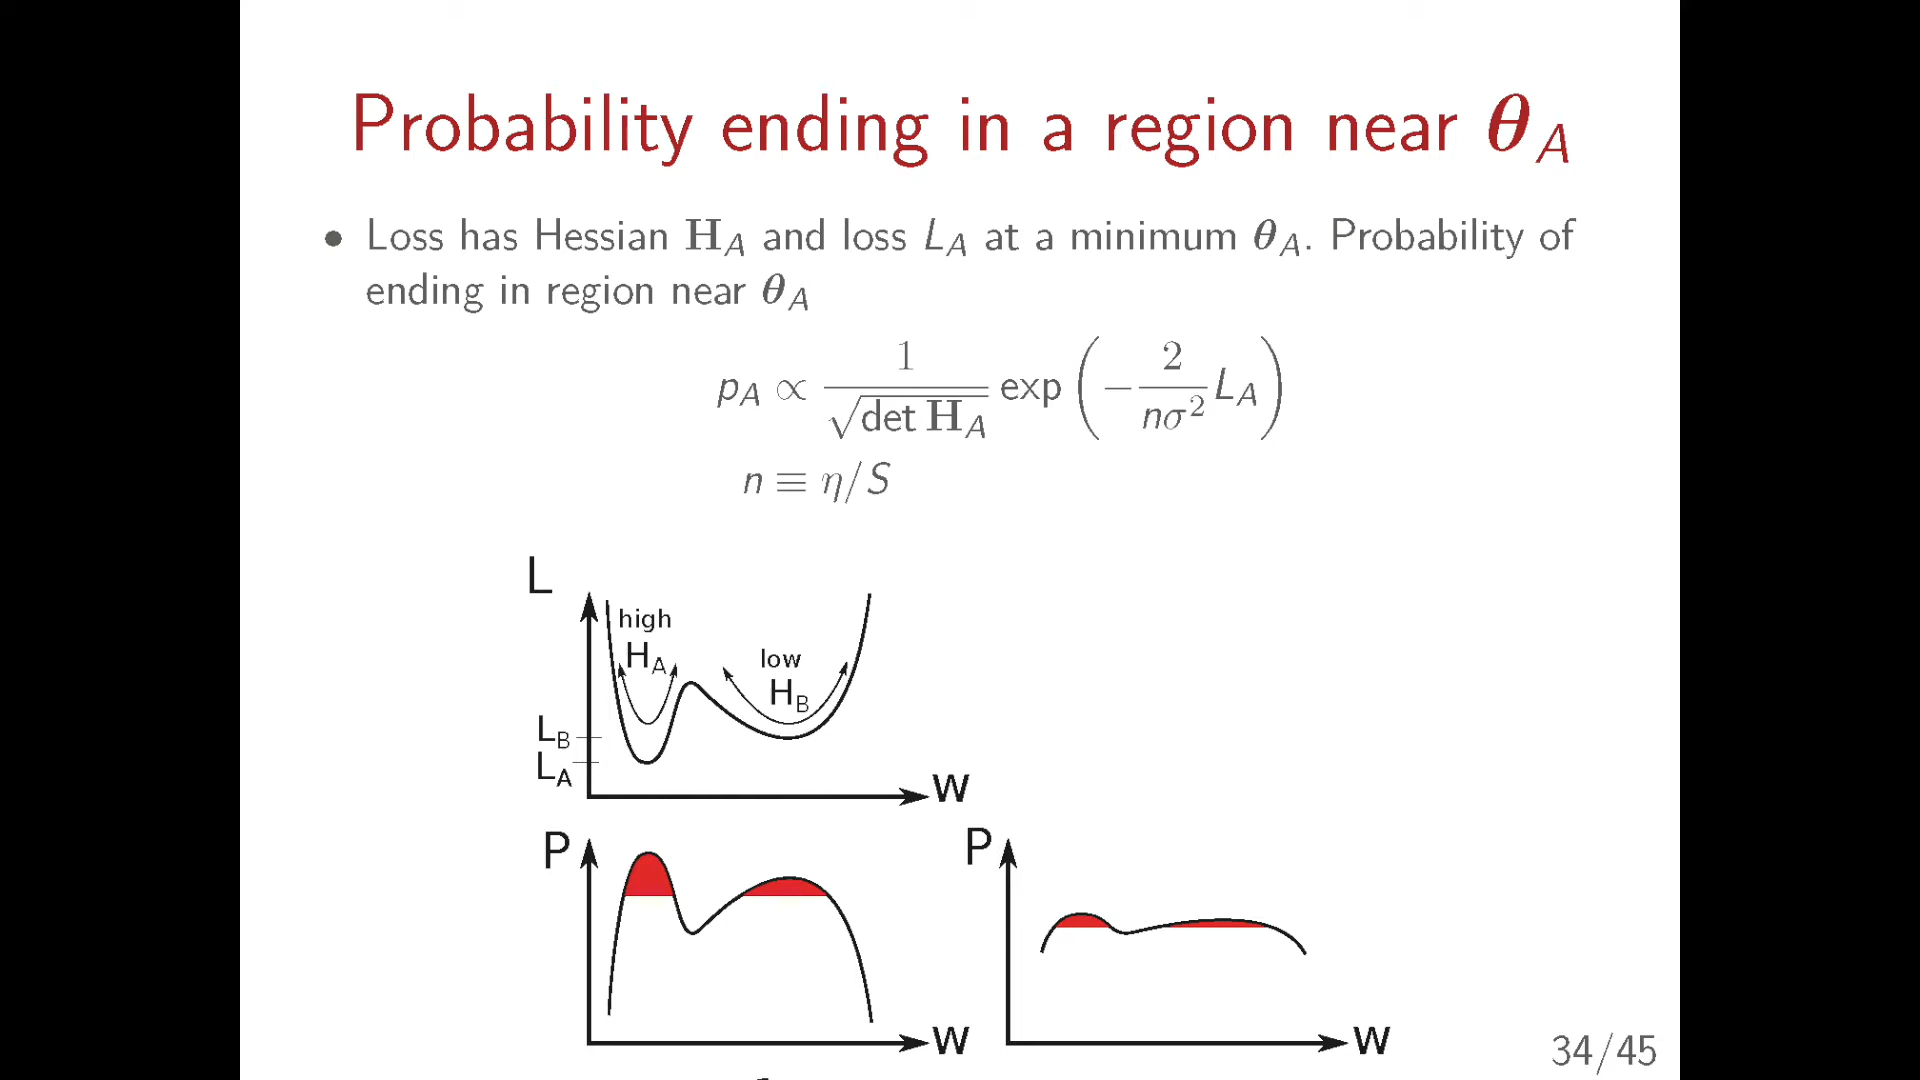 Probability ending in a region near θ_A
• Loss has Hessian H_A and loss L_A at a minimum θ_A. Probability of
ending in region near θ_A
p_A ∝ 1/√(det H_A) exp(−2/(nσ²) L_A)
n ≡ η/S
L
high
H_A
low
H_B
L_B
L_A
w
P
w
P
w
34/45